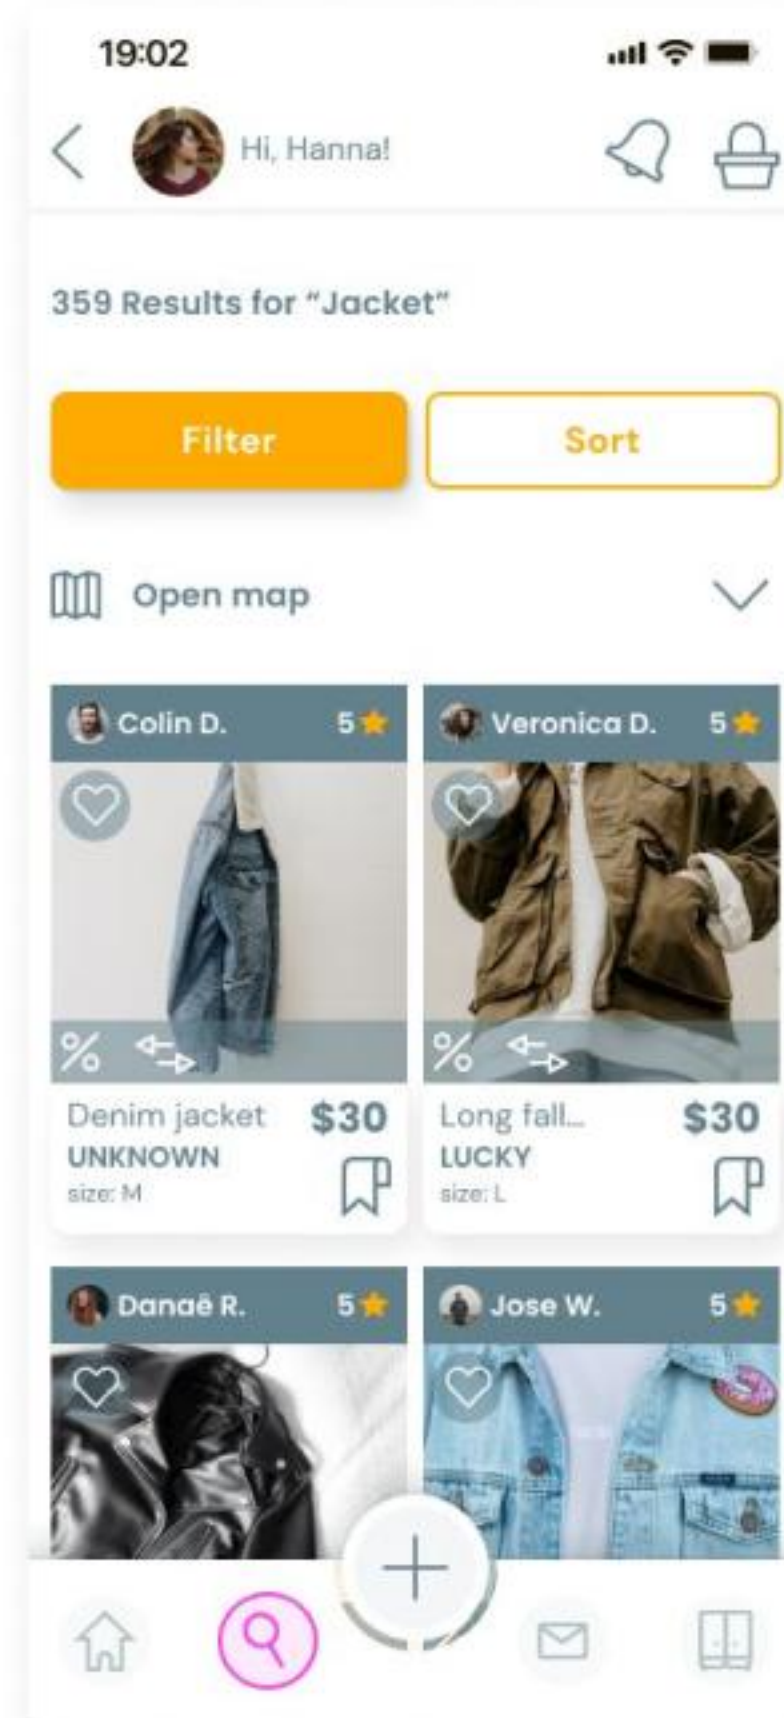 19:02
Hi, Hanna!
359 Results for “Jacket”
Filter
Sort
Open map
Colin D. 5
Veronica D. 5
%
%
Denim jacket $30
UNKNOWN
size: M
Long fall... $30
LUCKY
size: L
Danaê R. 5
Jose W. 5